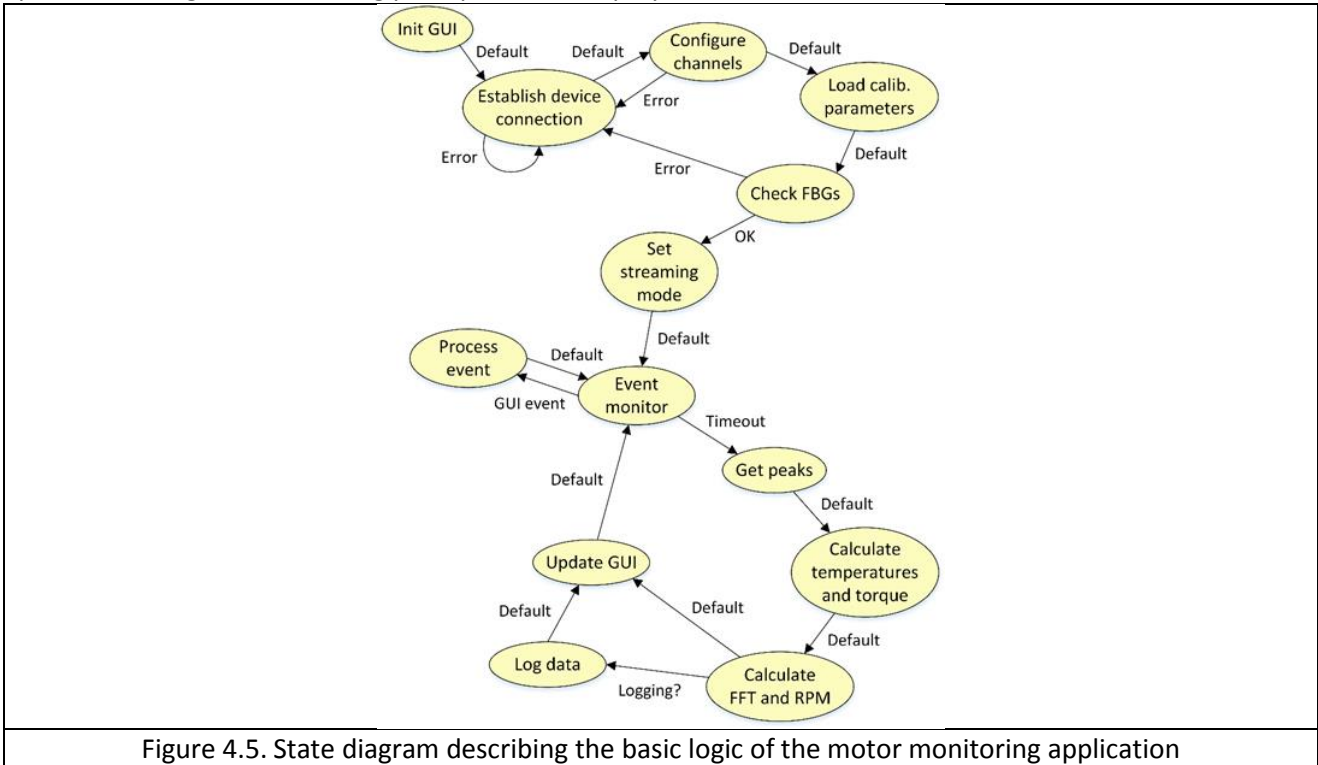 Init GUI
Default
Default
Configure
channels
Default
Establish device
connection
Error
Load calib.
parameters
Error
Default
Error
Check FBGs
OK
Set
streaming
mode
Default
Process
event
Default
GUI event
Event
monitor
Timeout
Get peaks
Default
Default
Calculate
temperatures
and torque
Update GUI
Default
Default
Default
Log data
Logging?
Calculate
FFT and RPM
Figure 4.5. State diagram describing the basic logic of the motor monitoring application